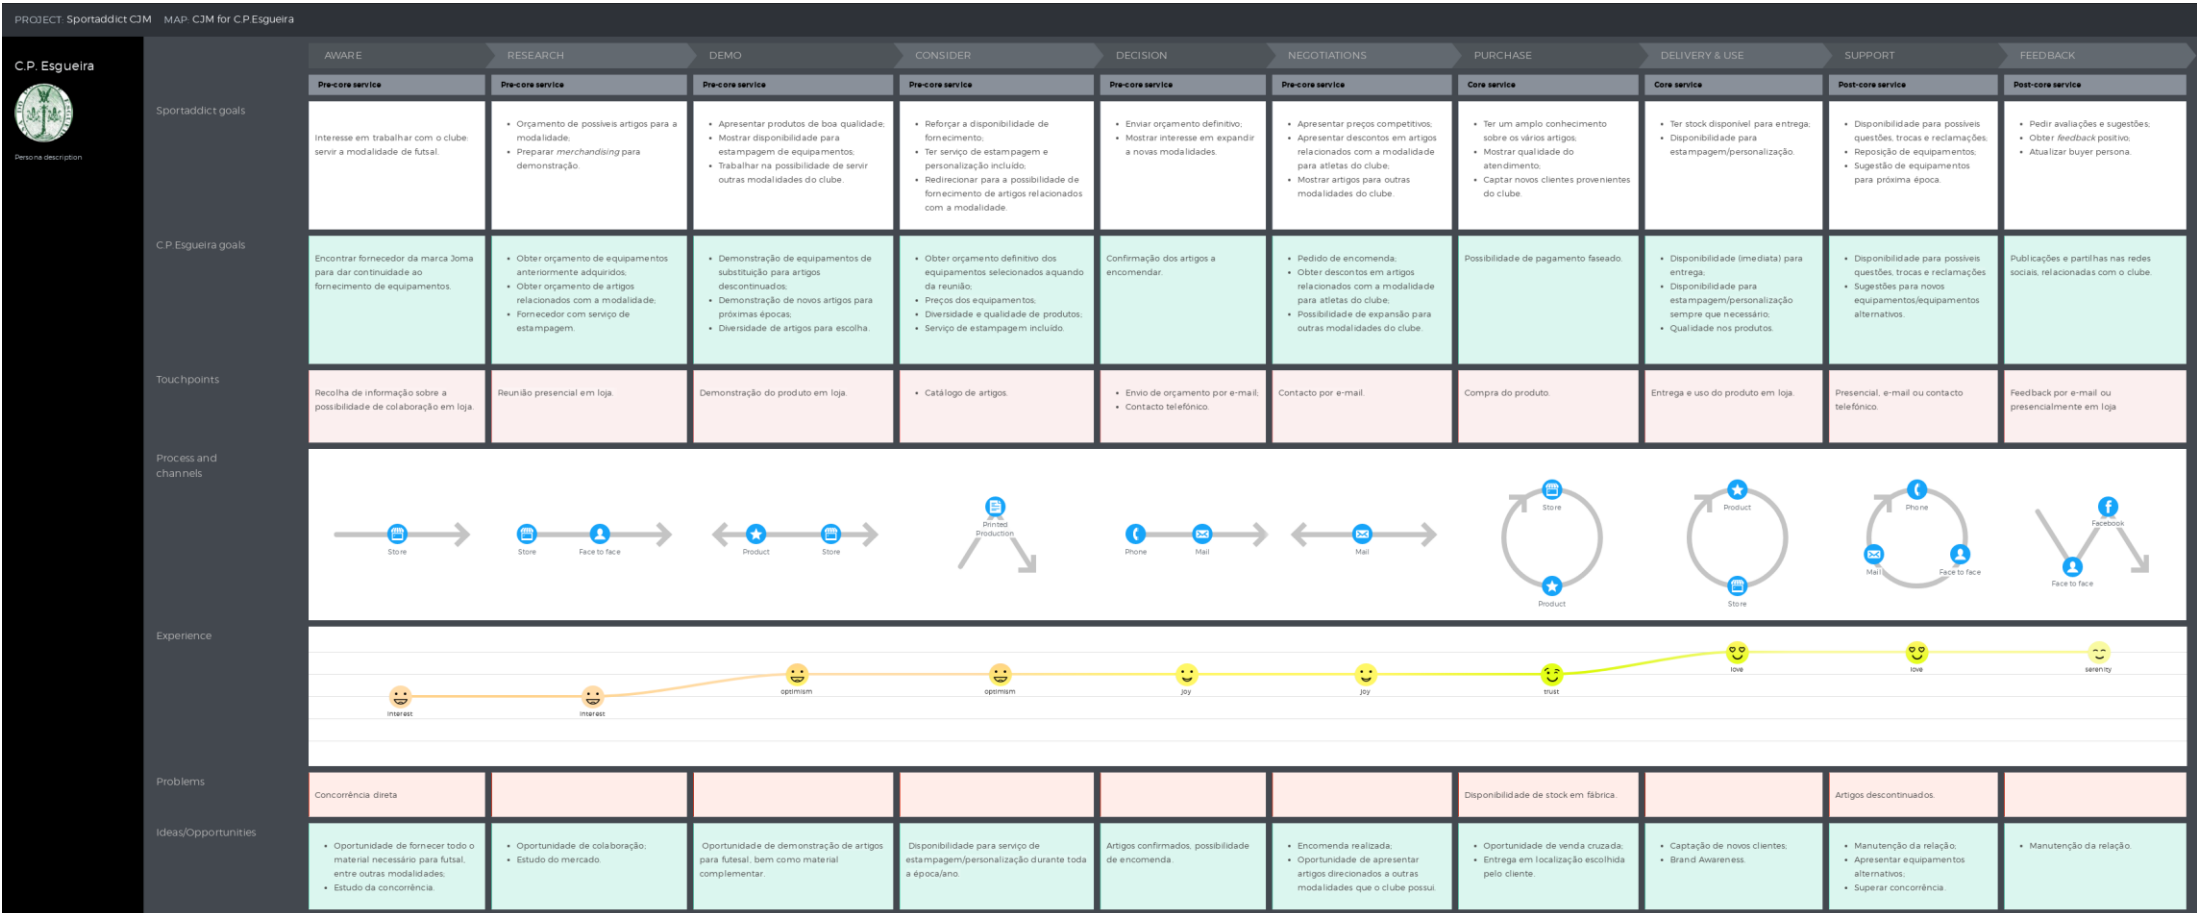 PROJECT: Sportaddict CJM MAP: CJM for C.P.Esgueira
C.P. Esgueira
Persona description
AWARE
RESEARCH
DEMO
CONSIDER
DECISION
NEGOTIATIONS
PURCHASE
DELIVERY & USE
SUPPORT
FEEDBACK
Pre-core service
Pre-core service
Pre-core service
Pre-core service
Pre-core service
Pre-core service
Core service
Core service
Post-core service
Post-core service
Sportaddict goals
Interesse em trabalhar com o clube:
servir a modalidade de futsal.
• Orçamento de possíveis artigos para a
modalidade;
• Preparar merchandising para
demonstração.
• Apresentar produtos de boa qualidade;
• Mostrar disponibilidade para
estampagem de equipamentos;
• Trabalhar na possibilidade de servir
outras modalidades do clube.
• Reforçar a disponibilidade de
fornecimento;
• Ter serviço de estampagem e
personalização incluído;
• Redirecionar para a possibilidade de
fornecimento de artigos relacionados
com a modalidade.
• Enviar orçamento definitivo;
• Mostrar interesse em expandir
a novas modalidades.
• Apresentar preços competitivos;
• Apresentar descontos em artigos
relacionados com a modalidade
para atletas do clube;
• Mostrar artigos para outras
modalidades do clube.
• Ter um amplo conhecimento
sobre os vários artigos;
• Mostrar qualidade do
atendimento;
• Captar novos clientes provenientes
do clube.
• Ter stock disponível para entrega;
• Disponibilidade para
estampagem/personalização.
• Disponibilidade para possíveis
questões, trocas e reclamações;
• Reposição de equipamentos;
• Sugestão de equipamentos
para próxima época.
• Pedir avaliações e sugestões;
• Obter feedback positivo;
• Atualizar buyer persona.
C.P Esgueira goals
Encontrar fornecedor da marca Joma
para dar continuidade ao
fornecimento de equipamentos.
• Obter orçamento de equipamentos
anteriormente adquiridos;
• Obter orçamento de artigos
relacionados com a modalidade;
• Fornecedor com serviço de
estampagem.
• Demonstração de equipamentos de
substituição para artigos
descontinuados;
• Demonstração de novos artigos para
próximas épocas;
• Diversidade de artigos para escolha.
• Obter orçamento definitivo dos
equipamentos selecionados aquando
da reunião;
• Preços dos equipamentos;
• Diversidade e qualidade de produtos;
• Serviço de estampagem incluído.
Confirmação dos artigos a
encomendar.
• Pedido de encomenda;
• Obter descontos em artigos
relacionados com a modalidade
para atletas do clube;
• Possibilidade de expansão para
outras modalidades do clube.
Possibilidade de pagamento faseado.
• Disponibilidade (imediata) para
entrega;
• Disponibilidade para
estampagem/personalização
sempre que necessário;
• Qualidade nos produtos.
• Disponibilidade para possíveis
questões, trocas e reclamações
• Sugestões para novos
equipamentos/equipamentos
alternativos.
Publicações e partilhas nas redes
sociais, relacionadas com o clube.
Touchpoints
Recolha de informação sobre a
possibilidade de colaboração em loja.
Reunião presencial em loja.
Demonstração do produto em loja.
• Catálogo de artigos.
• Envio de orçamento por e-mail;
• Contacto telefónico.
Contacto por e-mail.
Compra do produto.
Entrega e uso do produto em loja.
Presencial, e-mail ou contacto
telefónico.
Feedback por e-mail ou
presencialmente em loja
Process and
channels
Store
Store
Face to face
Product
Store
Printed
Production
Phone
Mail
Mail
Store
Product
Product
Store
Phone
Mail
Face to face
Facebook
Face to face
Experience
interest
interest
optimism
optimism
joy
joy
trust
love
love
serenity
Problems
Concorrência direta
Disponibilidade de stock em fábrica.
Artigos descontinuados.
Ideas/Opportunities
• Oportunidade de fornecer todo o
material necessário para futsal,
entre outras modalidades;
• Estudo da concorrência.
• Oportunidade de colaboração;
• Estudo do mercado.
Oportunidade de demonstração de artigos
para futesal, bem como material
complementar.
Disponibilidade para serviço de
estampagem/personalização durante toda
a época/ano.
Artigos confirmados, possibilidade
de encomenda.
• Encomenda realizada;
• Oportunidade de apresentar
artigos direcionados a outras
modalidades que o clube possui.
• Oportunidade de venda cruzada;
• Entrega em localização escolhida
pelo cliente.
• Captação de novos clientes;
• Brand Awareness.
• Manutenção da relação;
• Apresentar equipamentos
alternativos;
• Superar concorrência.
• Manutenção da relação.